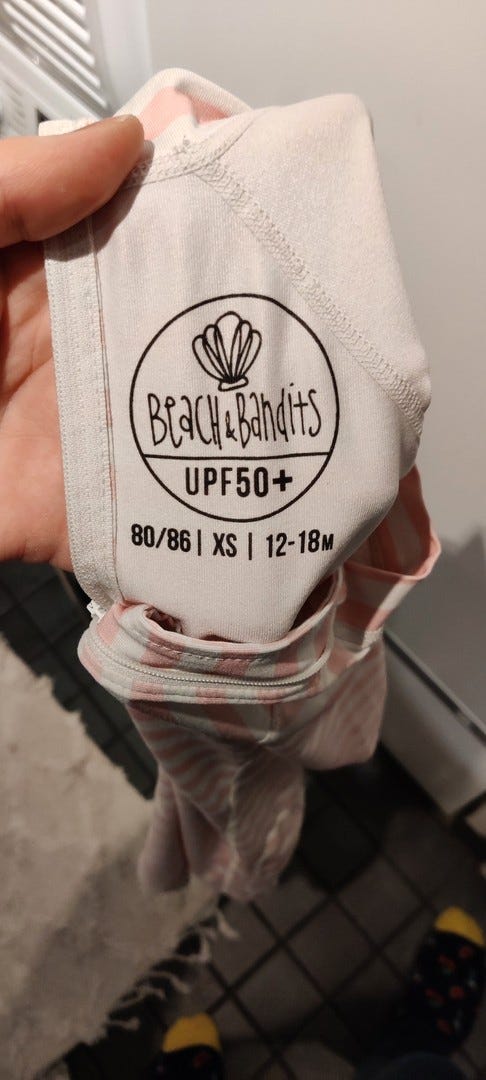 BeacH & BandiTs
UPF50+
80/86 | XS | 12-18M